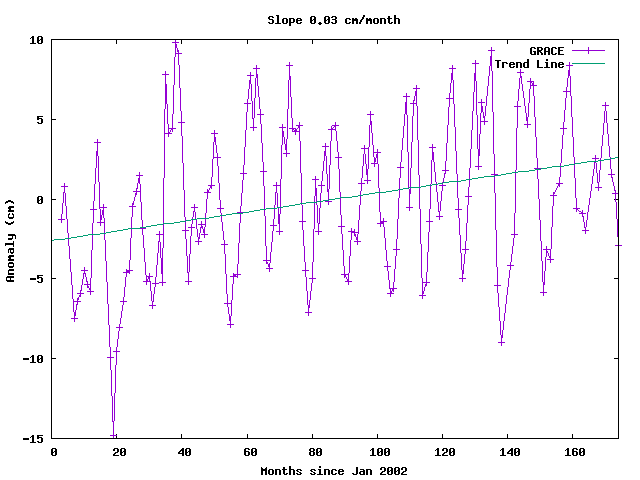 Slope 0.03 cm/month
GRACE
Trend Line
10
5
0
-5
-10
-15
Anomaly (cm)
0 20 40 60 80 100 120 140 160
Months since Jan 2002